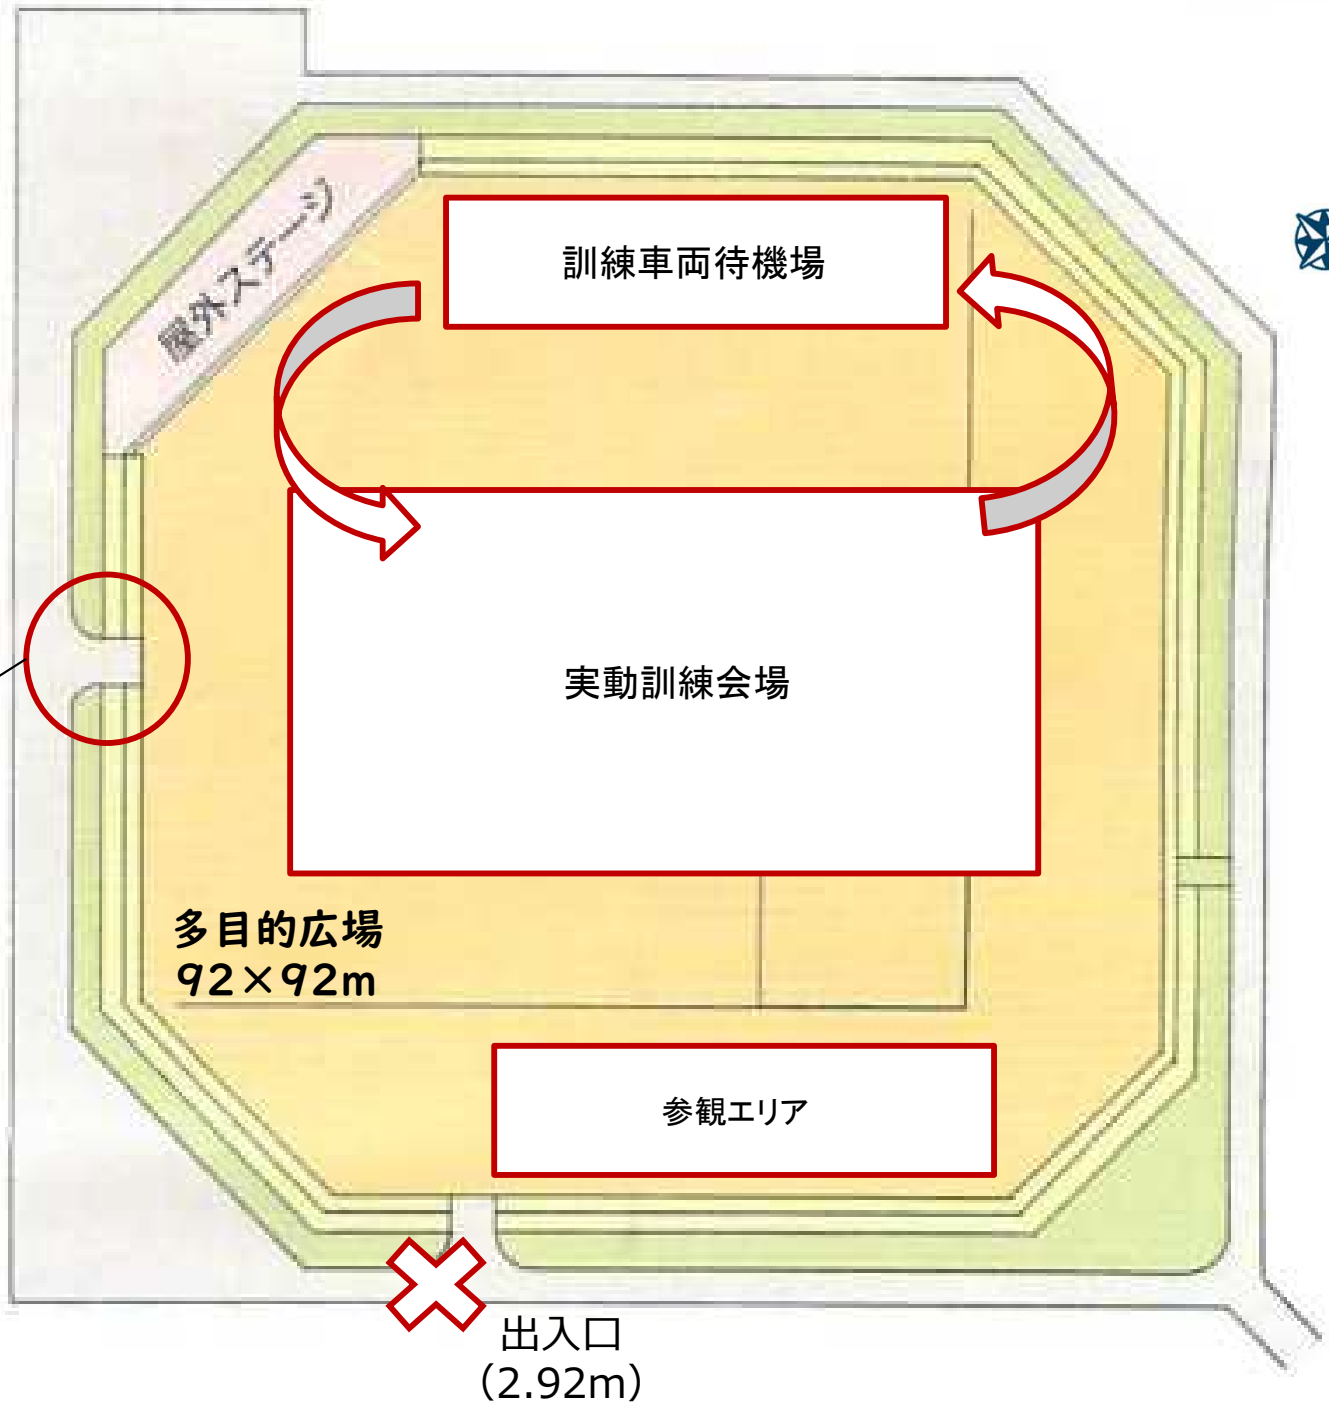 屋外ステージ
訓練車両待機場
実動訓練会場
多目的広場
92×92m
参観エリア
出入口
（2.92m）